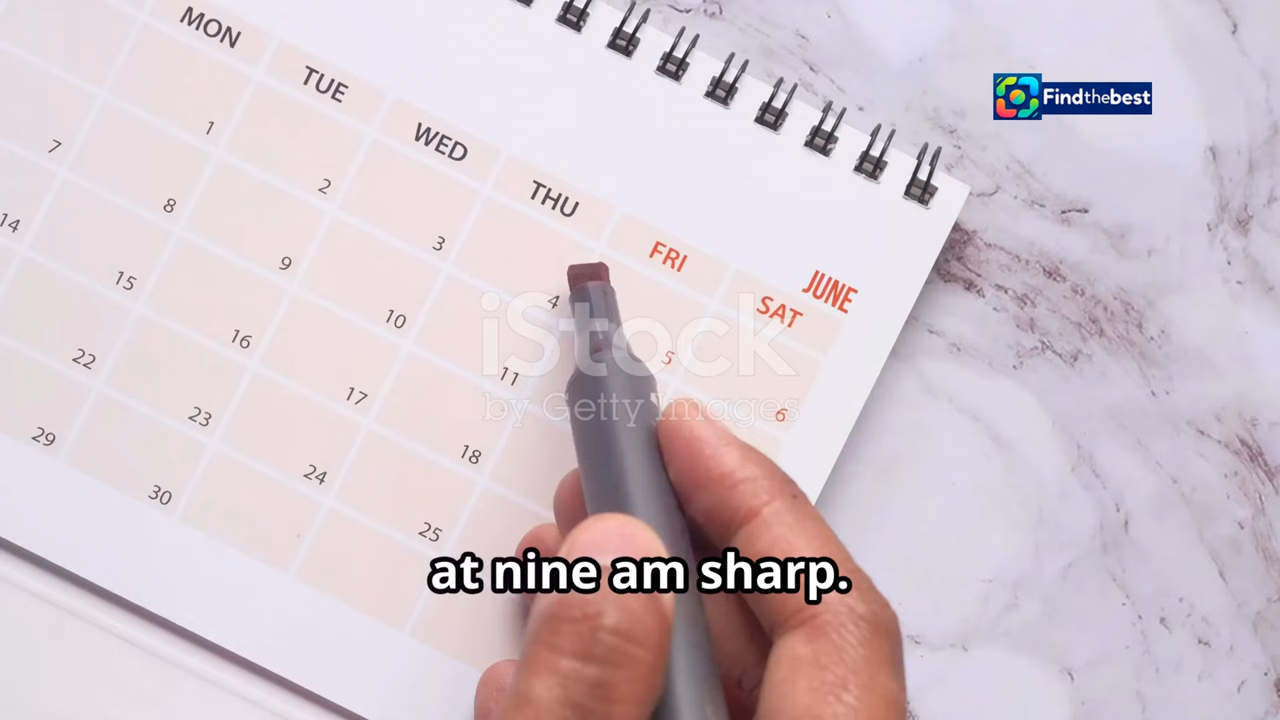 MON TUE WED THU FRI SAT JUNE
1 2 3 4 5 6
7 8 9 10 11
14 15 16 17 18
22 23 24 25
29 30
Findthebest
iStock
by Getty Images
at nine am sharp.